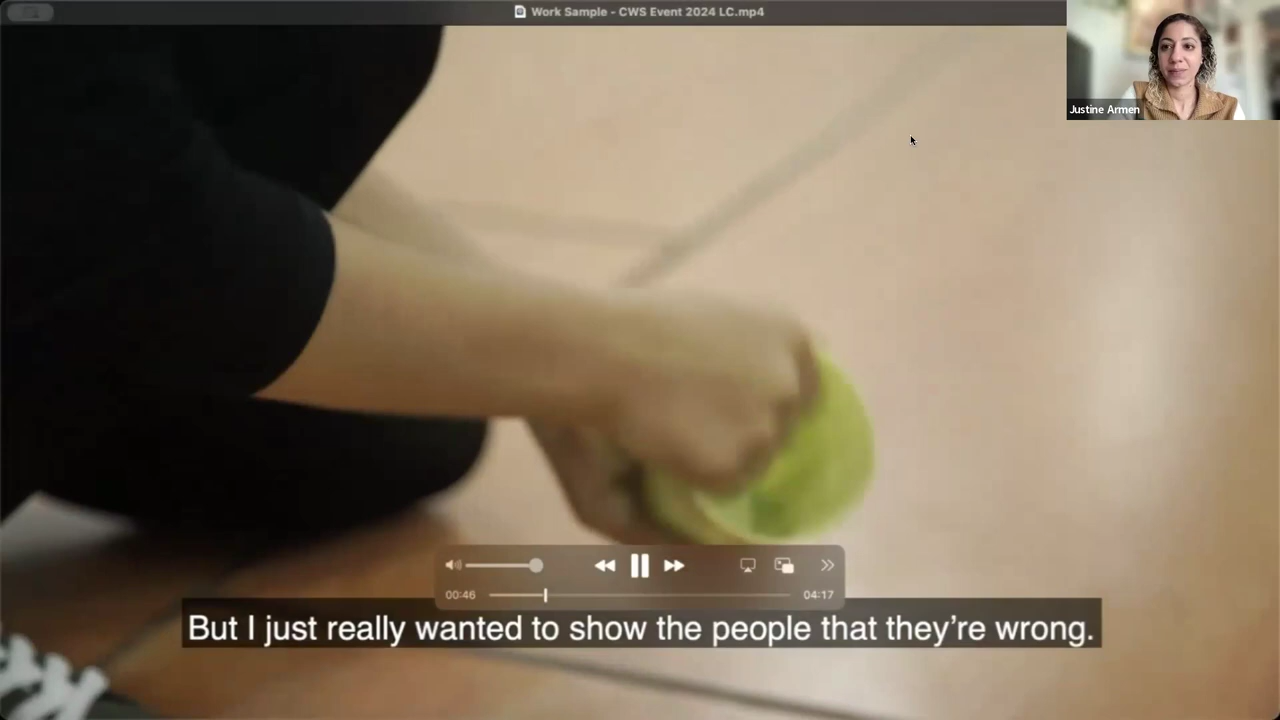 Work Sample - CWS Event 2024 LC.mp4
Justine Armen
00:46
04:17
But I just really wanted to show the people that they're wrong.